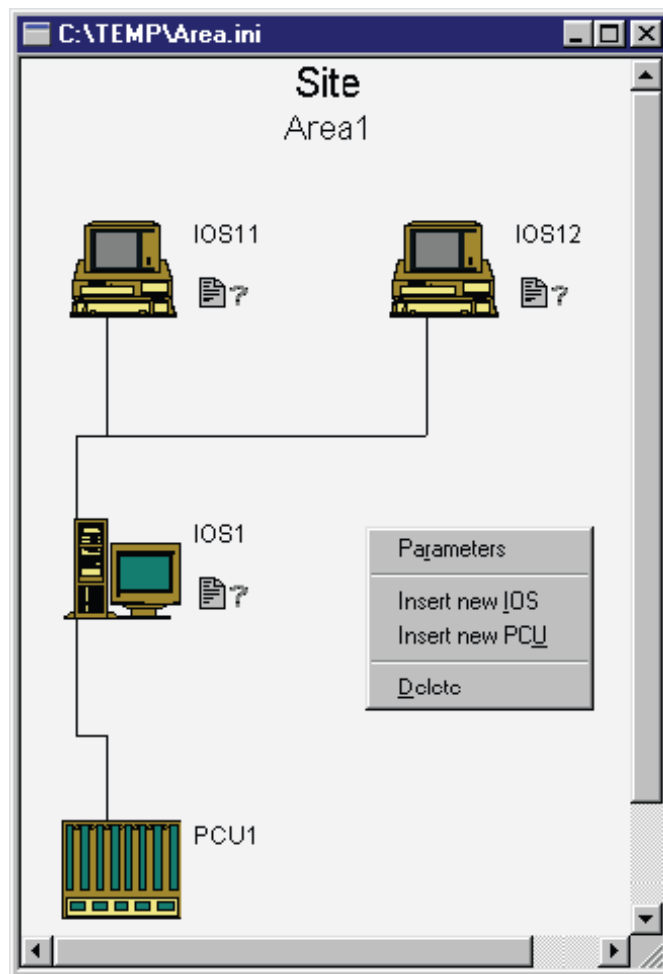 C:\TEMP\Area.ini
Site
Area1
IOS11
IOS12
?
?
IOS1
?
Parameters
Insert new IOS
Insert new PCU
Delete
PCU1